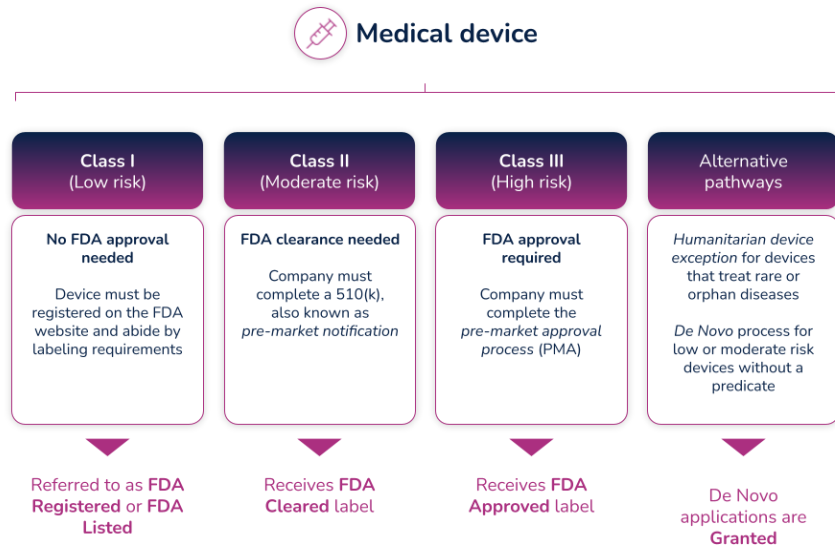 Medical device
Class I
(Low risk)
No FDA approval
needed
Device must be
registered on the FDA
website and abide by
labeling requirements
Referred to as FDA
Registered or FDA
Listed
Class II
(Moderate risk)
FDA clearance needed
Company must
complete a 510(k),
also known as
pre-market notification
Receives FDA
Cleared label
Class III
(High risk)
FDA approval
required
Company must
complete the
pre-market approval
process (PMA)
Receives FDA
Approved label
Alternative
pathways
Humanitarian device
exception for devices
that treat rare or
orphan diseases
De Novo process for
low or moderate risk
devices without a
predicate
De Novo
applications are
Granted